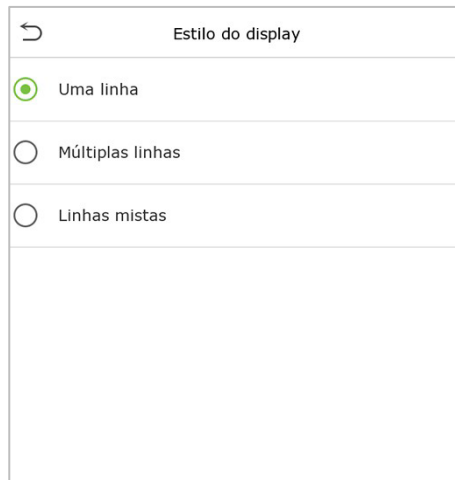 Estilo do display
Uma linha
Múltiplas linhas
Linhas mistas